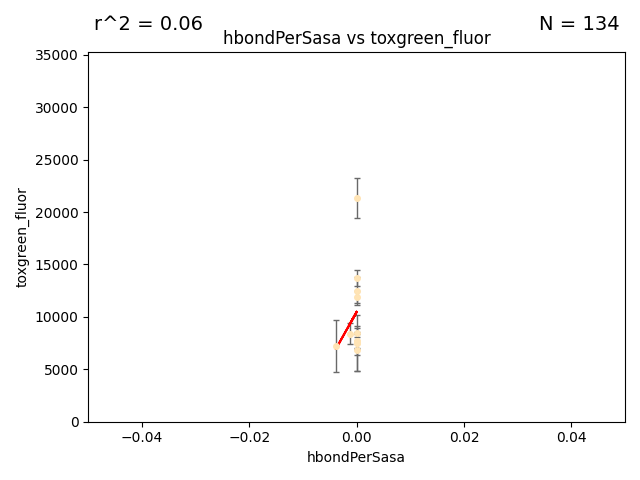 r^2 = 0.06
N = 134
hbondPerSasa vs toxgreen_fluor
35000
30000
25000
20000
15000
10000
5000
0
toxgreen_fluor
−0.04
−0.02
0.00
0.02
0.04
hbondPerSasa